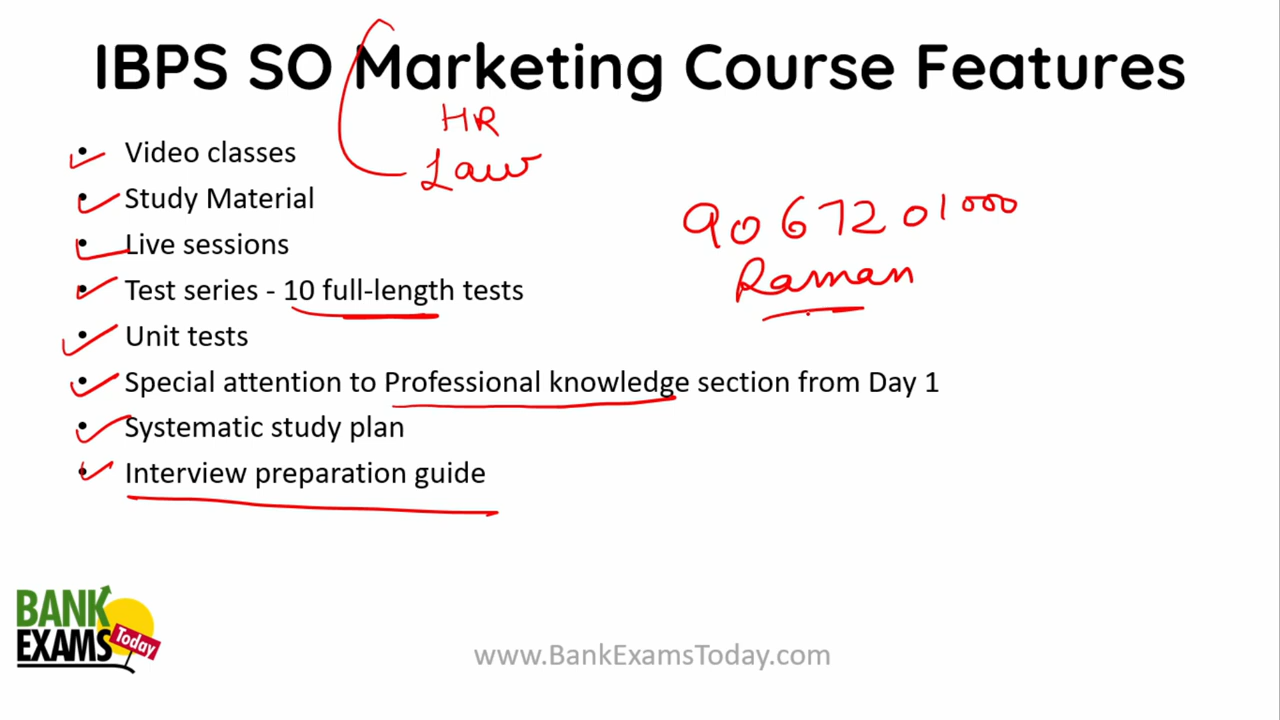 IBPS SO Marketing Course Features
HR
Law
• Video classes
• Study Material
• Live sessions
• Test series - 10 full-length tests
• Unit tests
• Special attention to Professional knowledge section from Day 1
• Systematic study plan
• Interview preparation guide
9067201000
Raman
BANK
EXAMS
Today
www.BankExamsToday.com